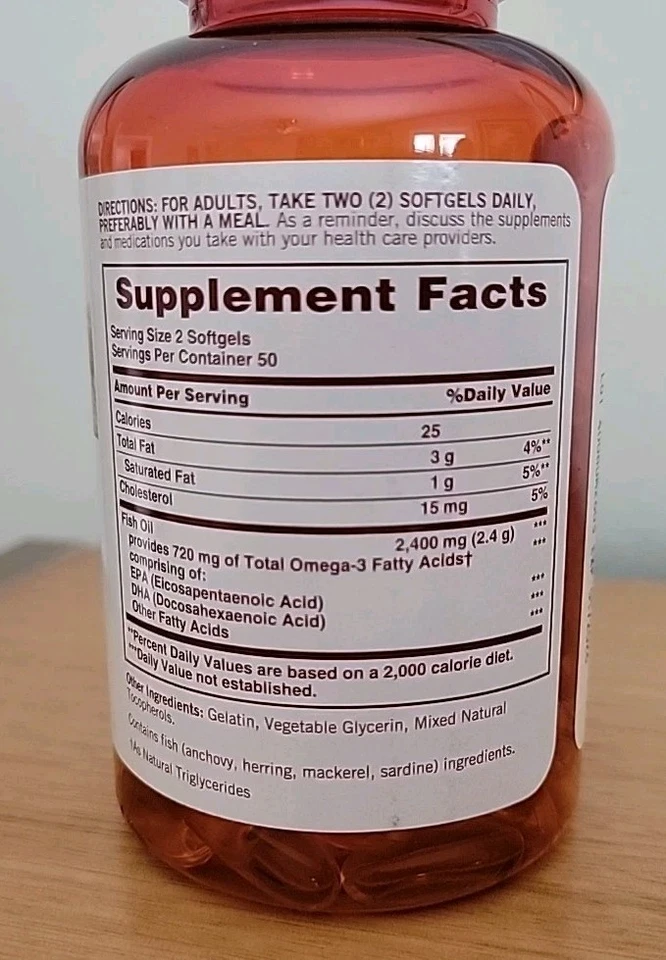 DIRECTIONS: FOR ADULTS, TAKE TWO (2) SOFTGELS DAILY,
PREFERABLY WITH A MEAL. As a reminder, discuss the supplements
and medications you take with your health care providers.
Supplement Facts
Serving Size 2 Softgels
Servings Per Container 50
Amount Per Serving %Daily Value
Calories 25
Total Fat 3 g 4%**
Saturated Fat 1 g 5%**
Cholesterol 15 mg 5%
Fish Oil 2,400 mg (2.4 g) ***
provides 720 mg of Total Omega-3 Fatty Acids† ***
comprising of:
EPA (Eicosapentaenoic Acid) ***
DHA (Docosahexaenoic Acid) ***
Other Fatty Acids ***
**Percent Daily Values are based on a 2,000 calorie diet.
***Daily Value not established.
Other Ingredients: Gelatin, Vegetable Glycerin, Mixed Natural
Tocopherols.
Contains fish (anchovy, herring, mackerel, sardine) ingredients.
†As Natural Triglycerides